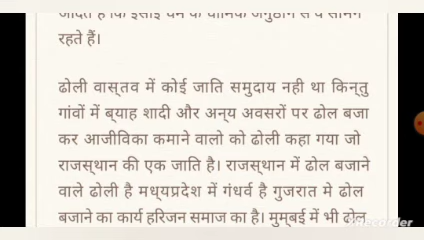 रहते हैं।
ढोली वास्तव में कोई जाति समुदाय नही था किन्तु
गांवों में ब्याह शादी और अन्य अवसरों पर ढोल बजा
कर आजीविका कमाने वालो को ढोली कहा गया जो
राजस्थान की एक जाति है। राजस्थान में ढोल बजाने
वाले ढोली है मध्यप्रदेश में गंधर्व है गुजरात मे ढोल
बजाने का कार्य हरिजन समाज का है। मुम्बई में भी ढोल